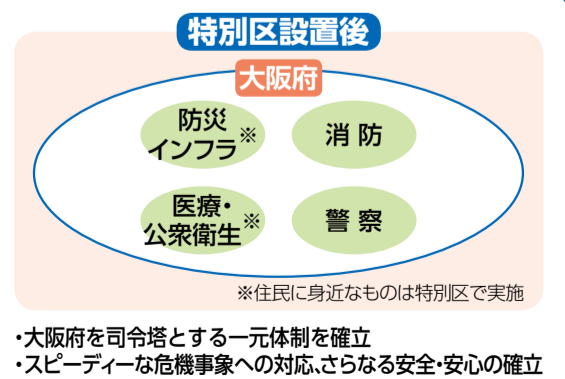 特別区設置後
大阪府
防災
インフラ※
消防
医療・
公衆衛生※
警察
※住民に身近なものは特別区で実施
・大阪府を司令塔とする一元体制を確立
・スピーディーな危機事象への対応、さらなる安全・安心の確立